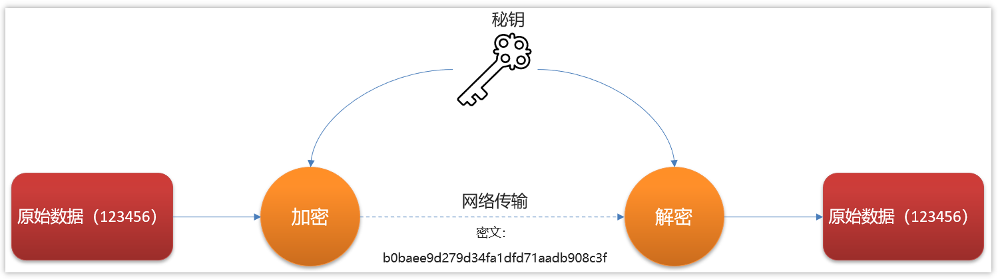 秘钥
原始数据（123456）
加密
网络传输
密文：
b0baee9d279d34fa1dfd71aadb908c3f
解密
原始数据（123456）